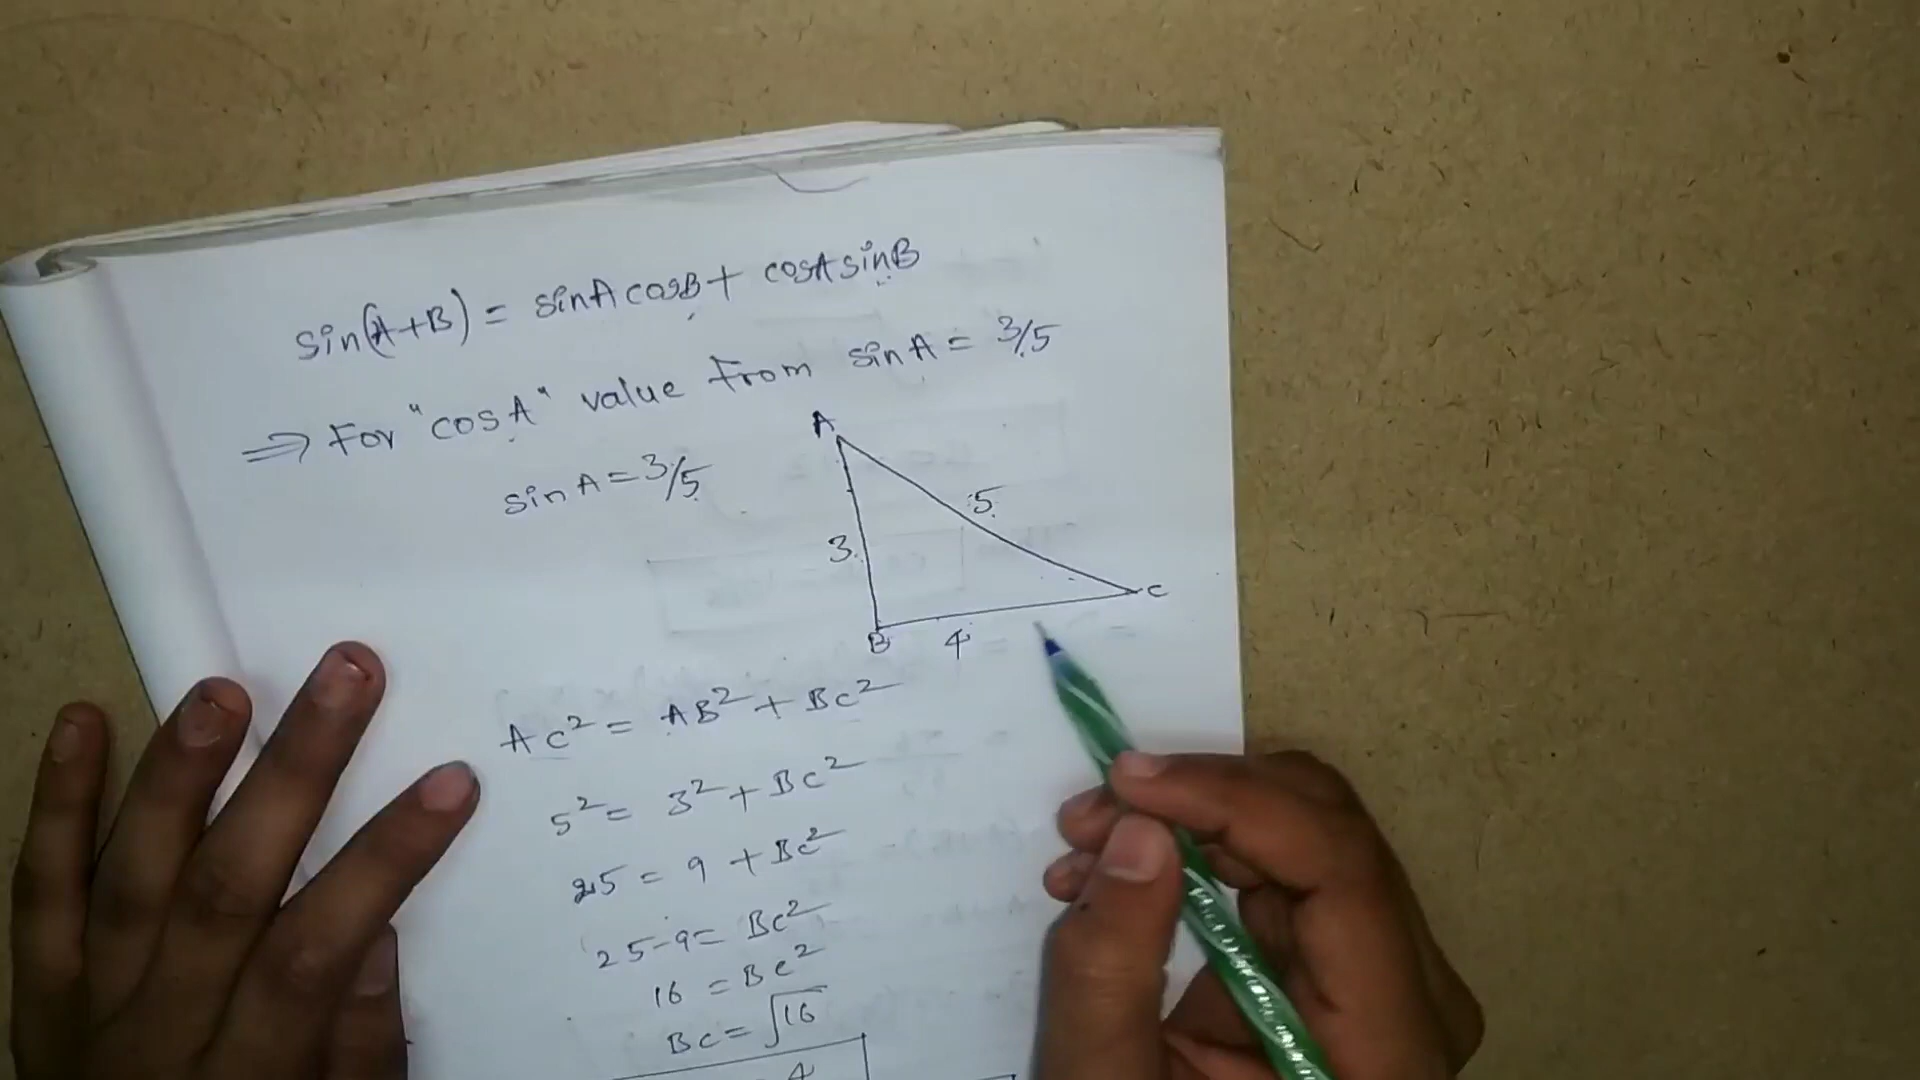 sin(A+B) = sinA cosB + cosA sinB
⇒ For "cos A" value From sin A = 3/5
sin A = 3/5
A
5
3
C
B
4
AC² = AB² + BC²
5² = 3² + BC²
25 = 9 + BC²
25-9 = BC²
16 = BC²
BC = √16
4